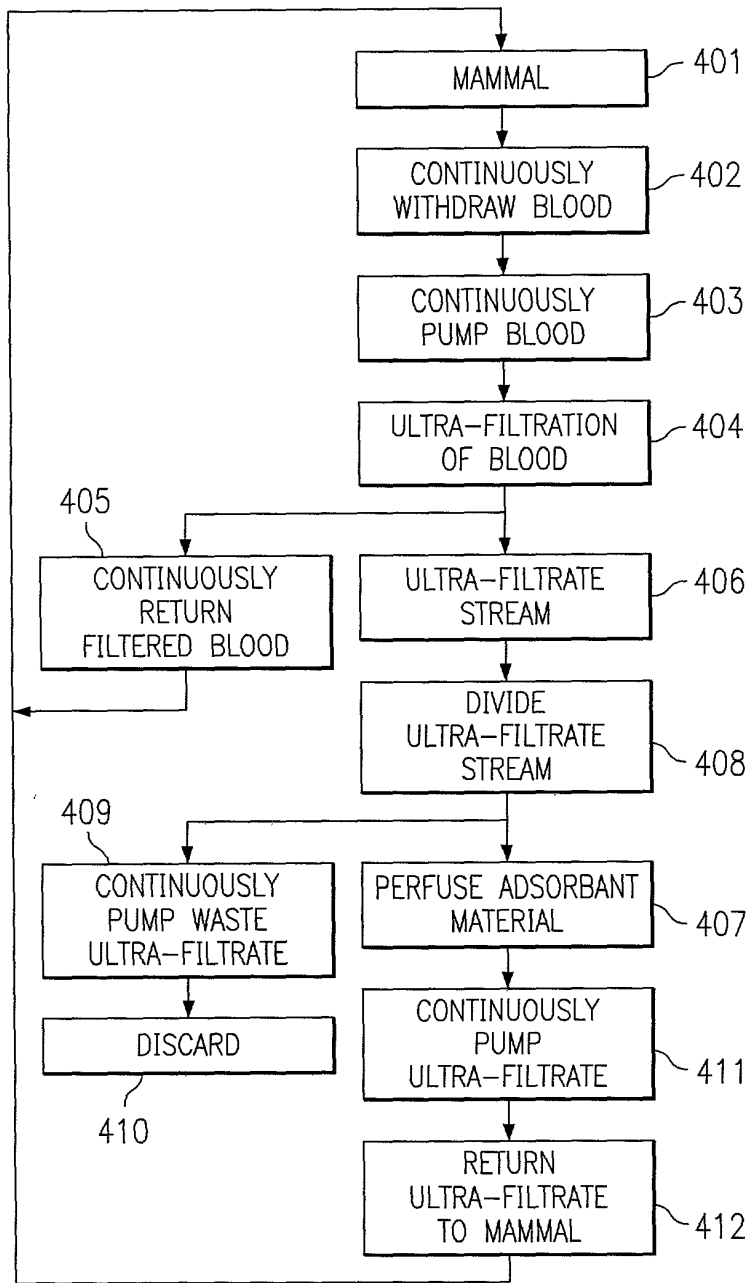 MAMMAL
401
CONTINUOUSLY
WITHDRAW BLOOD
402
CONTINUOUSLY
PUMP BLOOD
403
ULTRA-FILTRATION
OF BLOOD
404
405
CONTINUOUSLY
RETURN
FILTERED BLOOD
ULTRA-FILTRATE
STREAM
406
DIVIDE
ULTRA-FILTRATE
STREAM
408
409
CONTINUOUSLY
PUMP WASTE
ULTRA-FILTRATE
PERFUSE ADSORBANT
MATERIAL
407
DISCARD
410
CONTINUOUSLY
PUMP
ULTRA-FILTRATE
411
RETURN
ULTRA-FILTRATE
TO MAMMAL
412